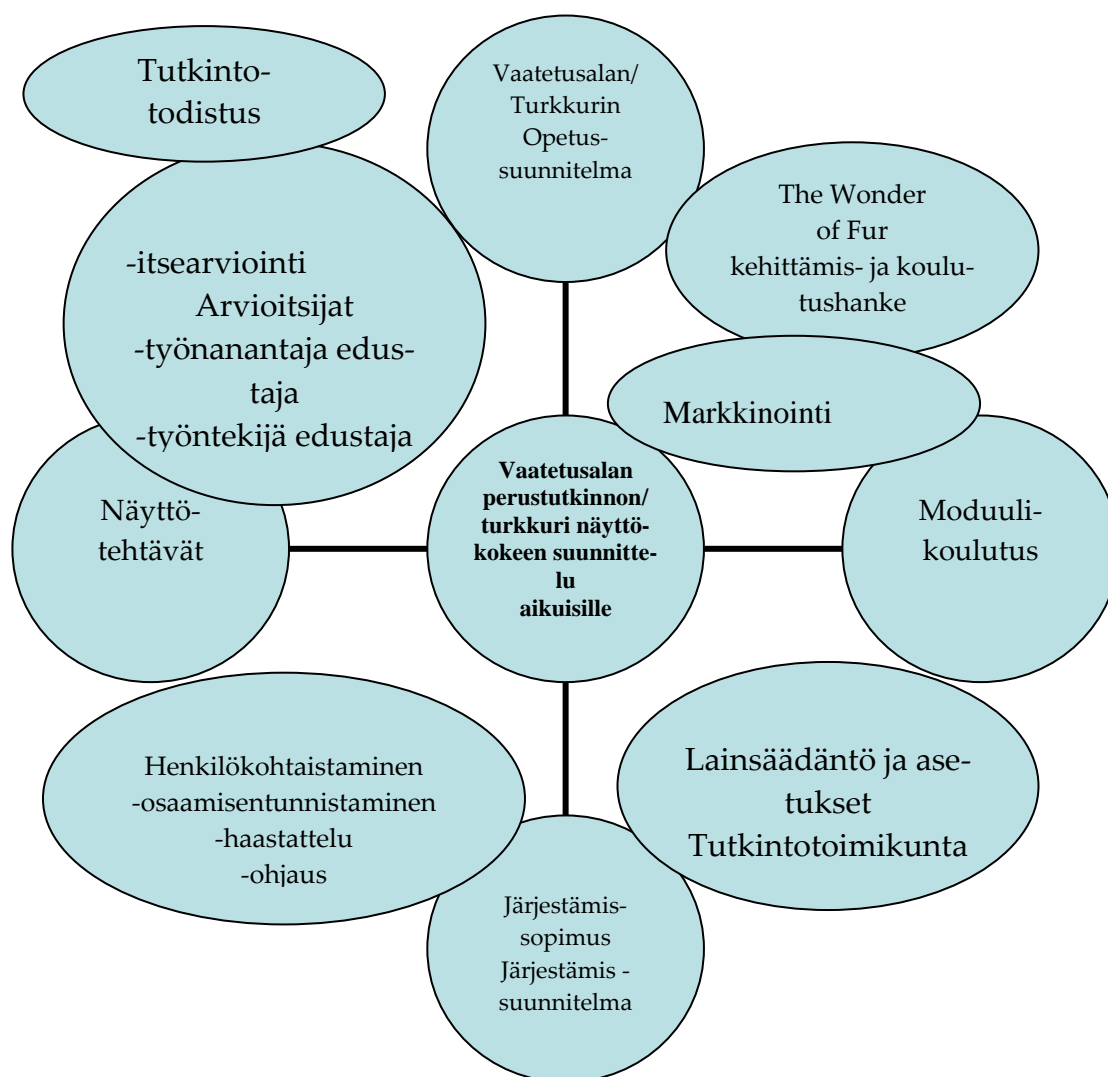 Tutkinto-
todistus
Vaatetusalan/
Turkkurin
Opetus-
suunnitelma
The Wonder
of Fur
kehittämis- ja koulu-
tushanke
-itsearviointi
Arvioitsijat
-työnanantaja edus-
taja
-työntekijä edustaja
Markkinointi
Näyttö-
tehtävät
Vaatetusalan
perustutkinnon/
turkkuri näyttö-
kokeen suunnitte-
lu
aikuisille
Moduuli-
koulutus
Henkilökohtaistaminen
-osaamisentunnistaminen
-haastattelu
-ohjaus
Lainsäädäntö ja ase-
tukset
Tutkintotoimikunta
Järjestämis-
sopimus
Järjestämis -
suunnitelma